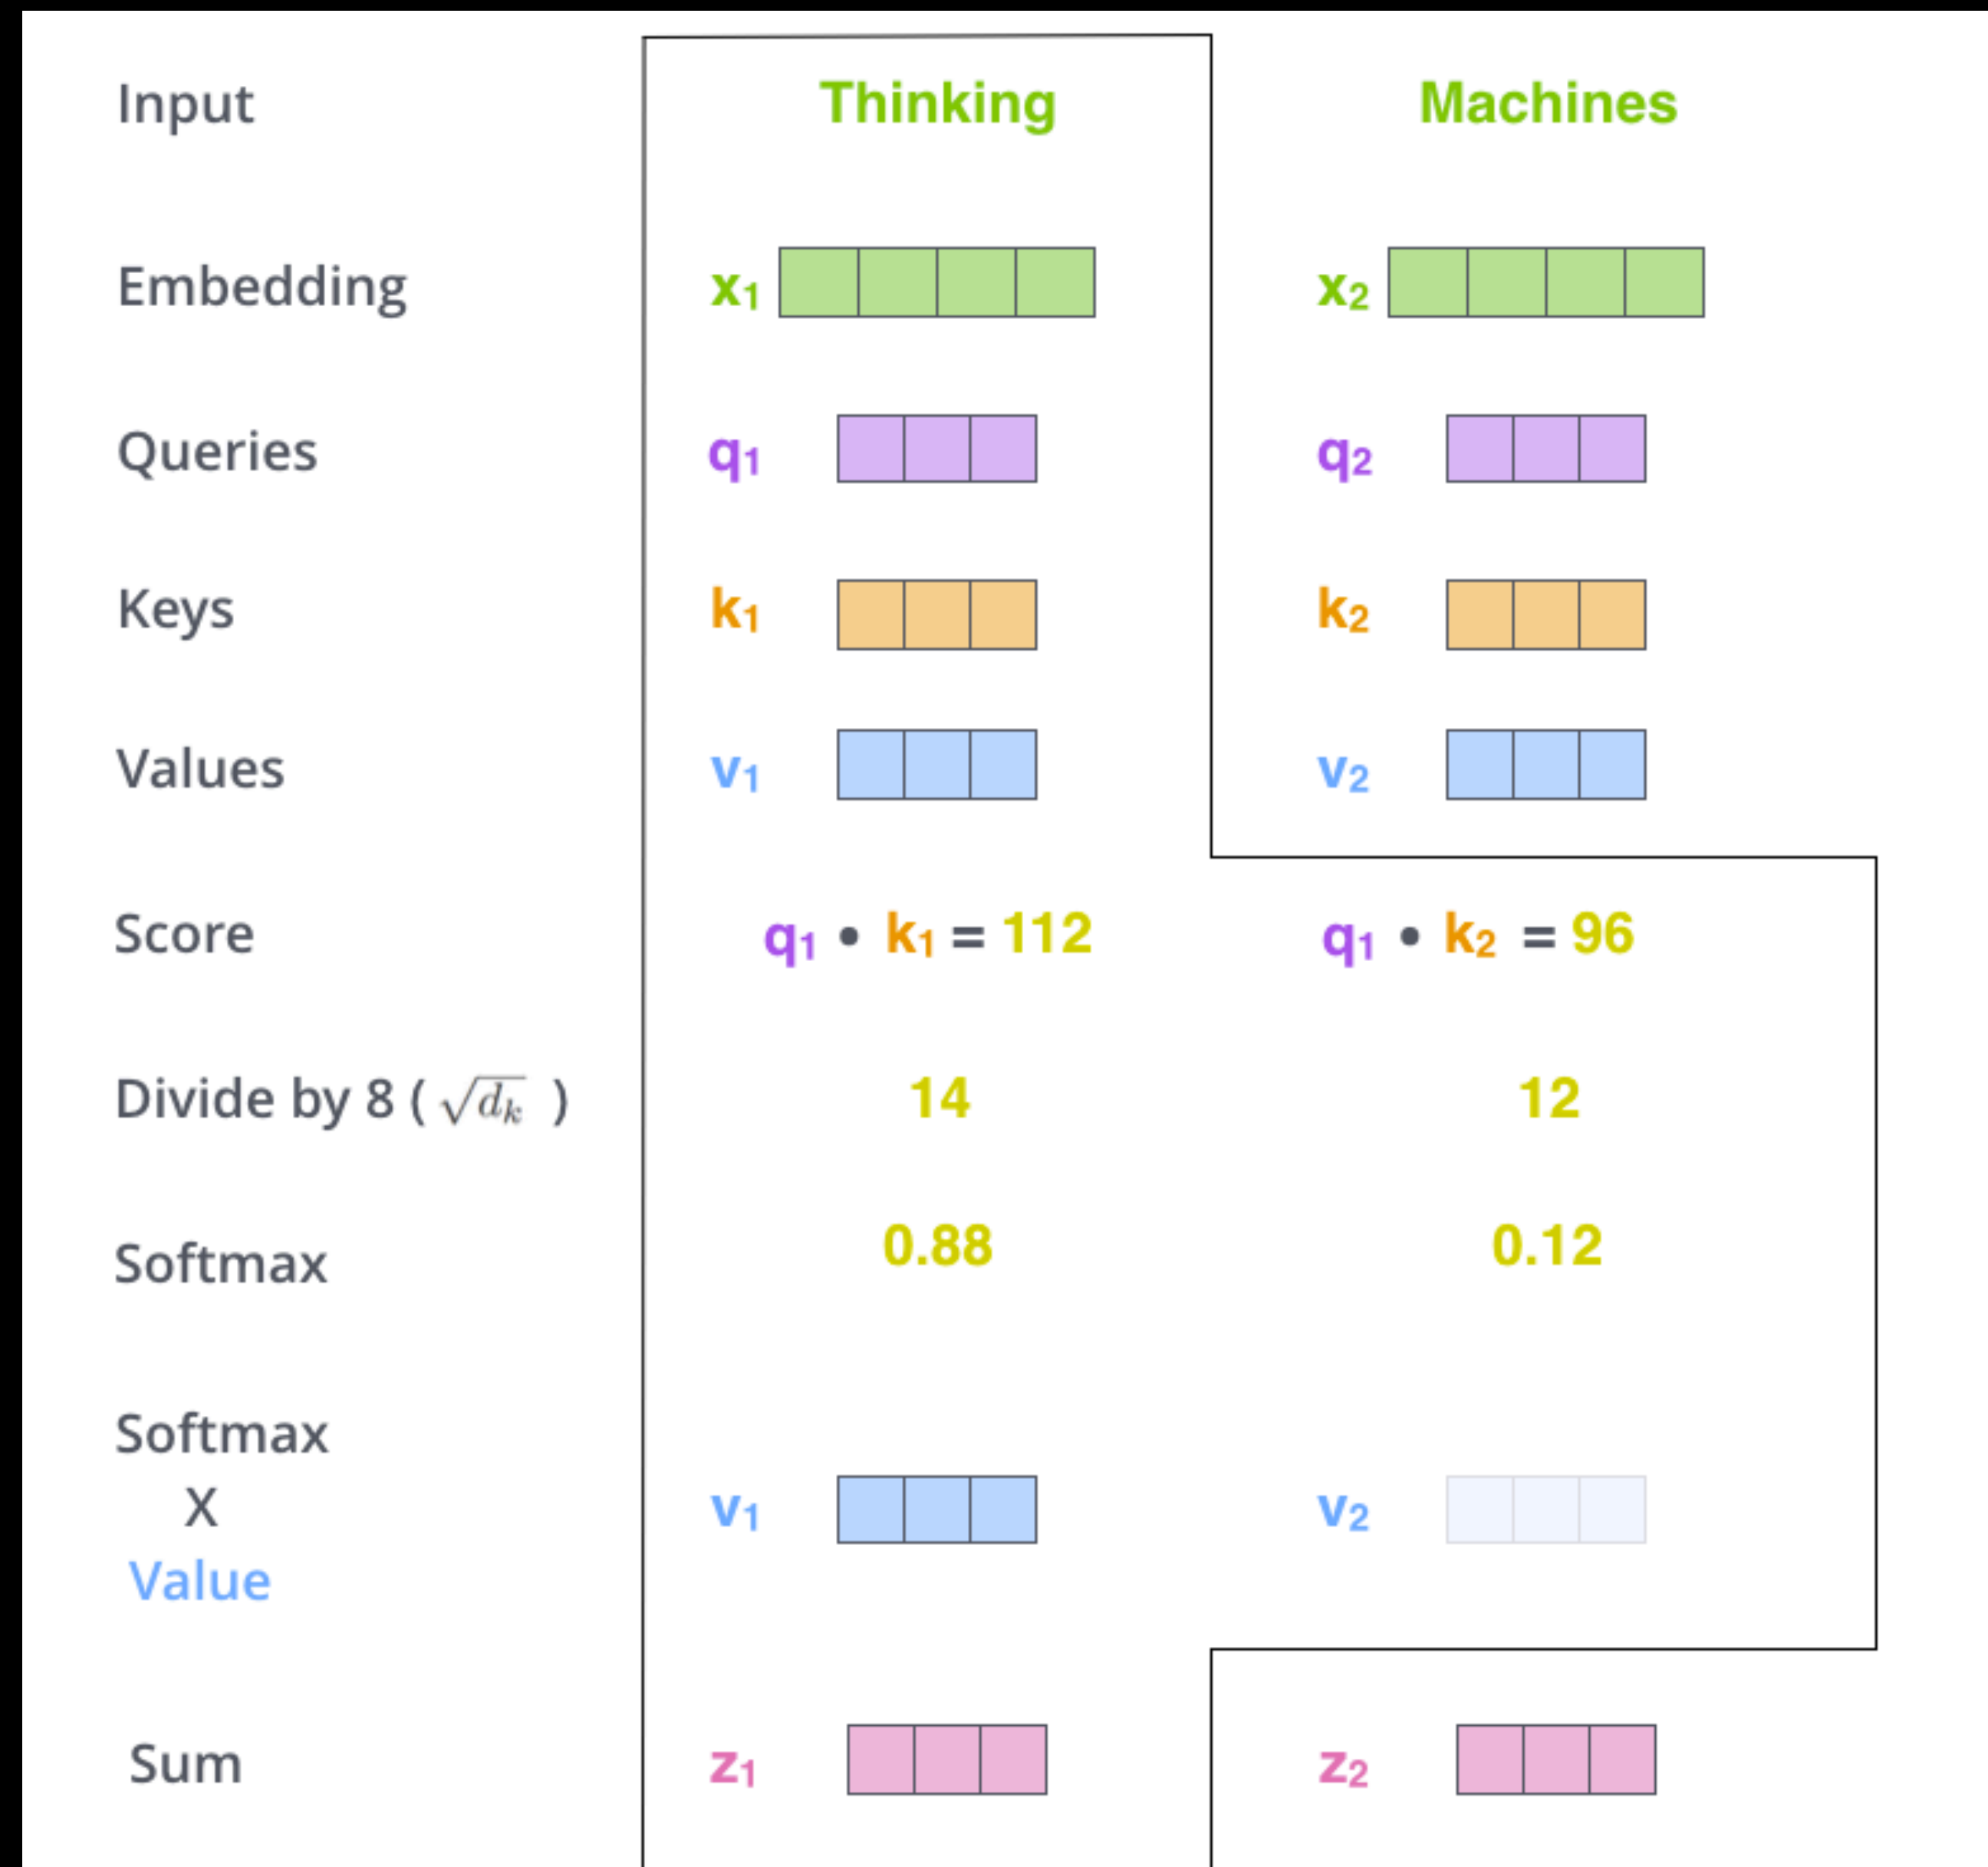 Input Thinking Machines
Embedding x₁ x₂
Queries q₁ q₂
Keys k₁ k₂
Values v₁ v₂
Score q₁ • k₁ = 112 q₁ • k₂ = 96
Divide by 8 ( √dₖ ) 14 12
Softmax 0.88 0.12
Softmax
X
Value
v₁ v₂
Sum z₁ z₂